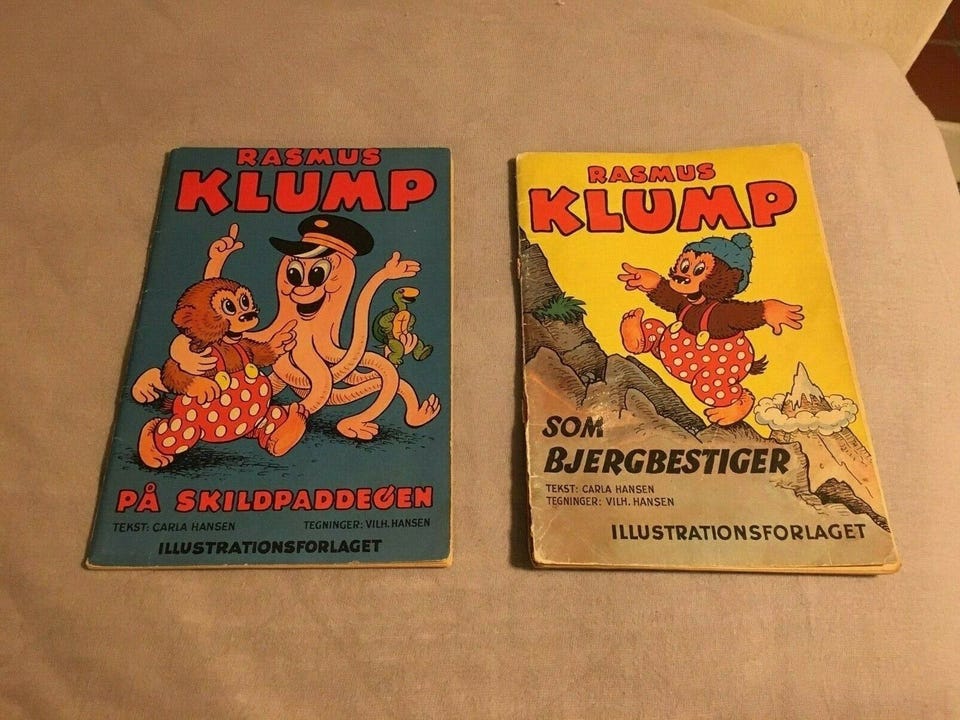 RASMUS
KLUMP
PÅ SKILDPADDEØEN
TEKST: CARLA HANSEN
TEGNINGER: VILH. HANSEN
ILLUSTRATIONSFORLAGET
RASMUS
KLUMP
SOM
BJERGBESTIGER
TEKST: CARLA HANSEN
TEGNINGER: VILH. HANSEN
ILLUSTRATIONSFORLAGET